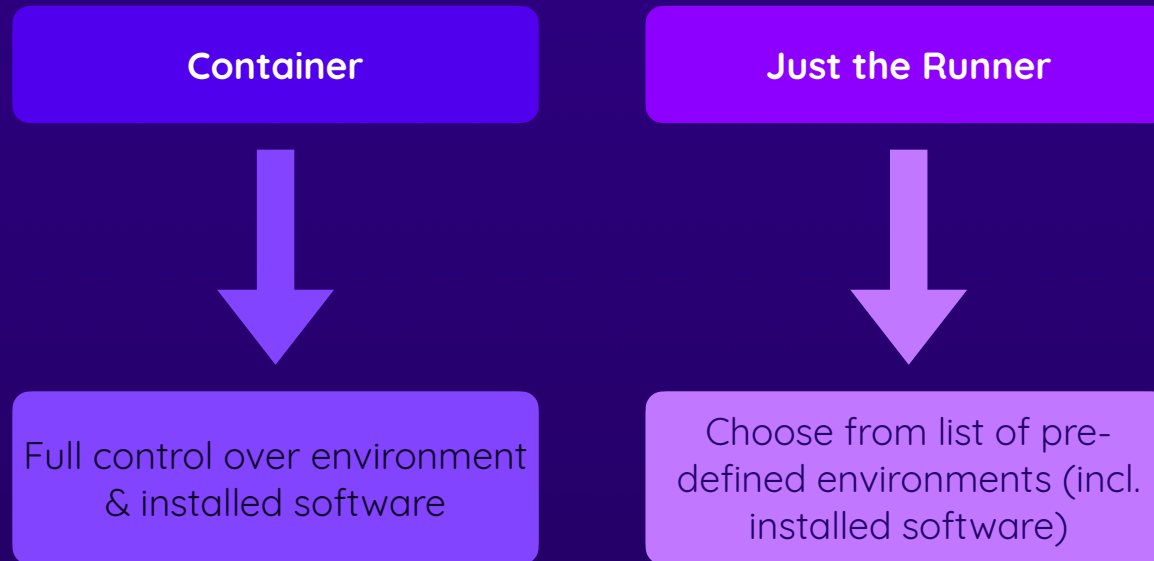 Container
Just the Runner
Full control over environment
& installed software
Choose from list of pre-
defined environments (incl.
installed software)